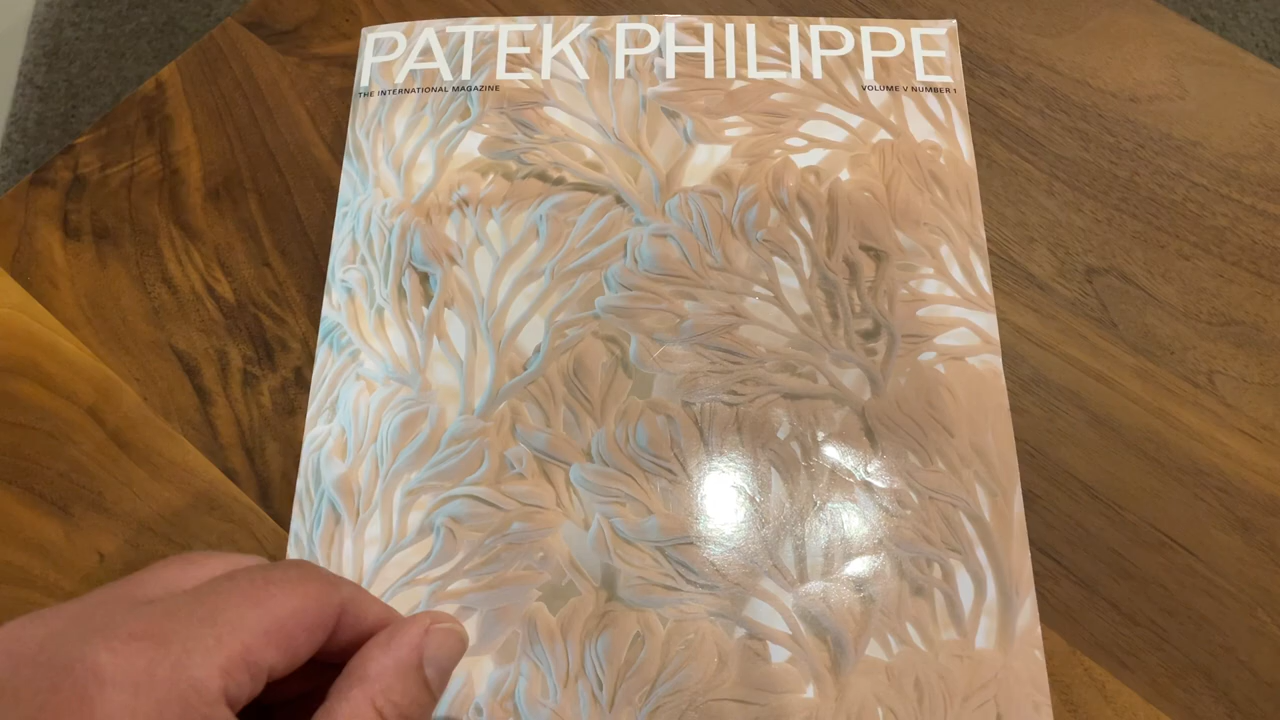 PATEK PHILIPPE
THE INTERNATIONAL MAGAZINE VOLUME V NUMBER 1